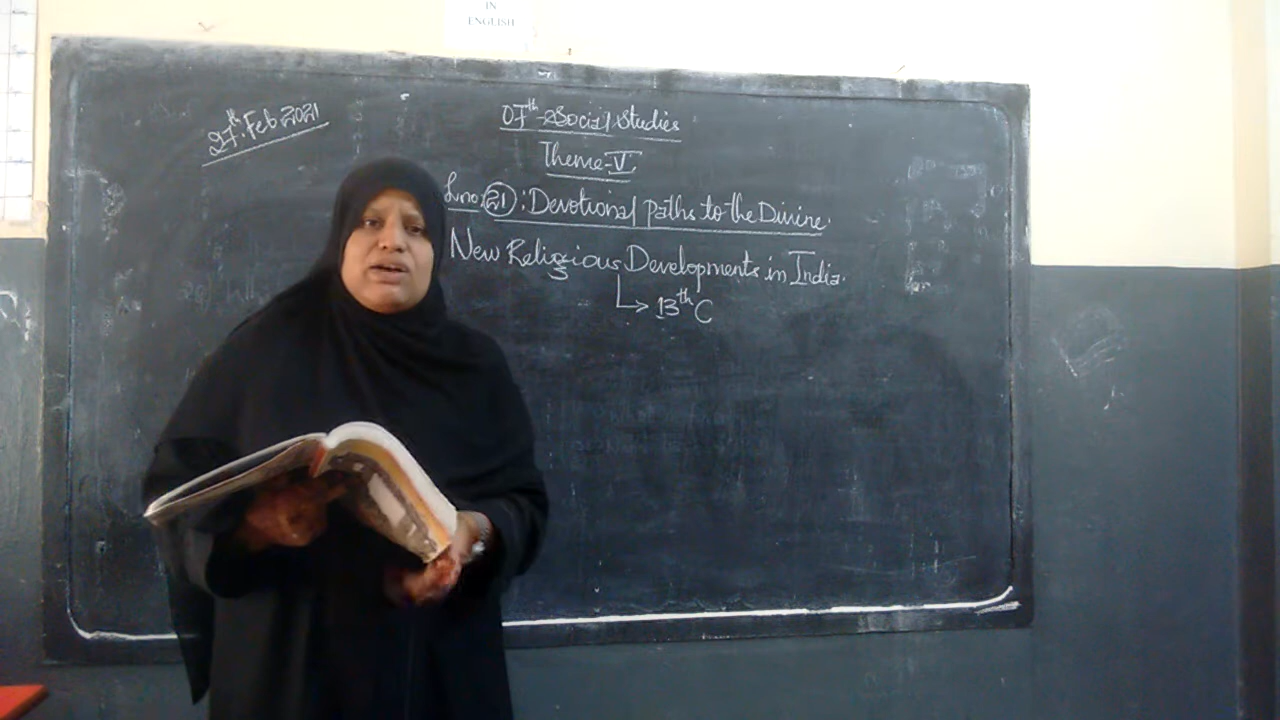 IN
ENGLISH
27th Feb 2021
07th Social Studies
Theme-V
L.no: 21 : Devotional paths to the Divine.
New Religious Developments in India.
↳ 13th C